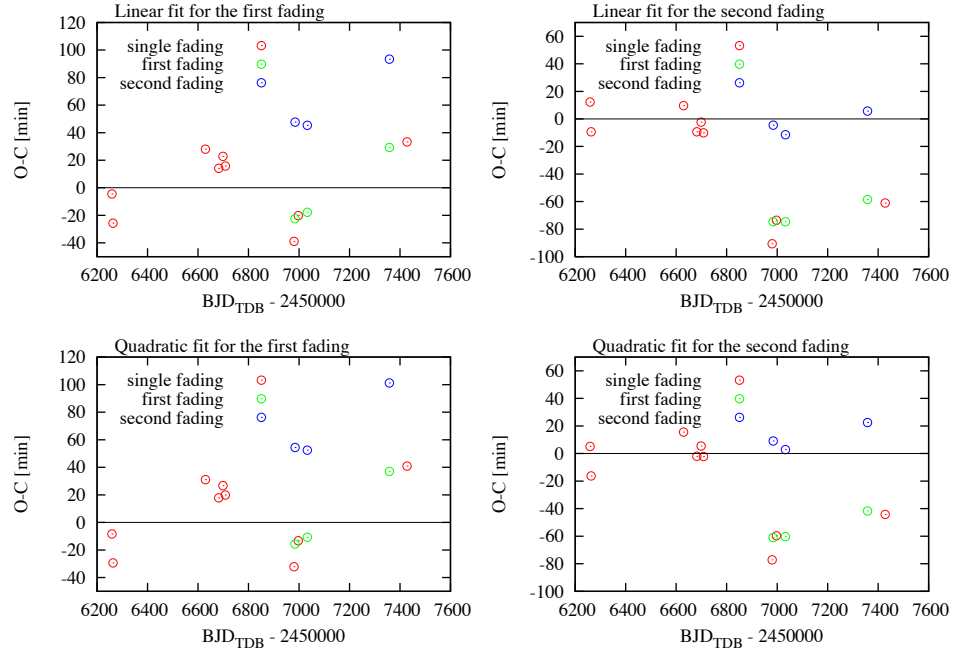 Linear fit for the first fading
120
100
80
60
40
20
0
-20
-40
single fading
first fading
second fading
O-C [min]
6200 6400 6600 6800 7000 7200 7400 7600
BJD_TDB - 2450000
Linear fit for the second fading
60
40
20
0
-20
-40
-60
-80
-100
single fading
first fading
second fading
O-C [min]
6200 6400 6600 6800 7000 7200 7400 7600
BJD_TDB - 2450000
Quadratic fit for the first fading
120
100
80
60
40
20
0
-20
-40
single fading
first fading
second fading
O-C [min]
6200 6400 6600 6800 7000 7200 7400 7600
BJD_TDB - 2450000
Quadratic fit for the second fading
60
40
20
0
-20
-40
-60
-80
-100
single fading
first fading
second fading
O-C [min]
6200 6400 6600 6800 7000 7200 7400 7600
BJD_TDB - 2450000